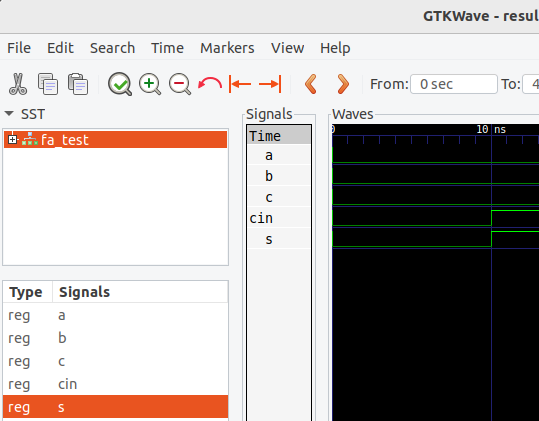 GTKWave - resul
File Edit Search Time Markers View Help
From: 0 sec To: 4
SST
fa_test
Type Signals
reg a
reg b
reg c
reg cin
reg s
Signals
Time
a
b
c
cin
s
Waves
0 10 ns